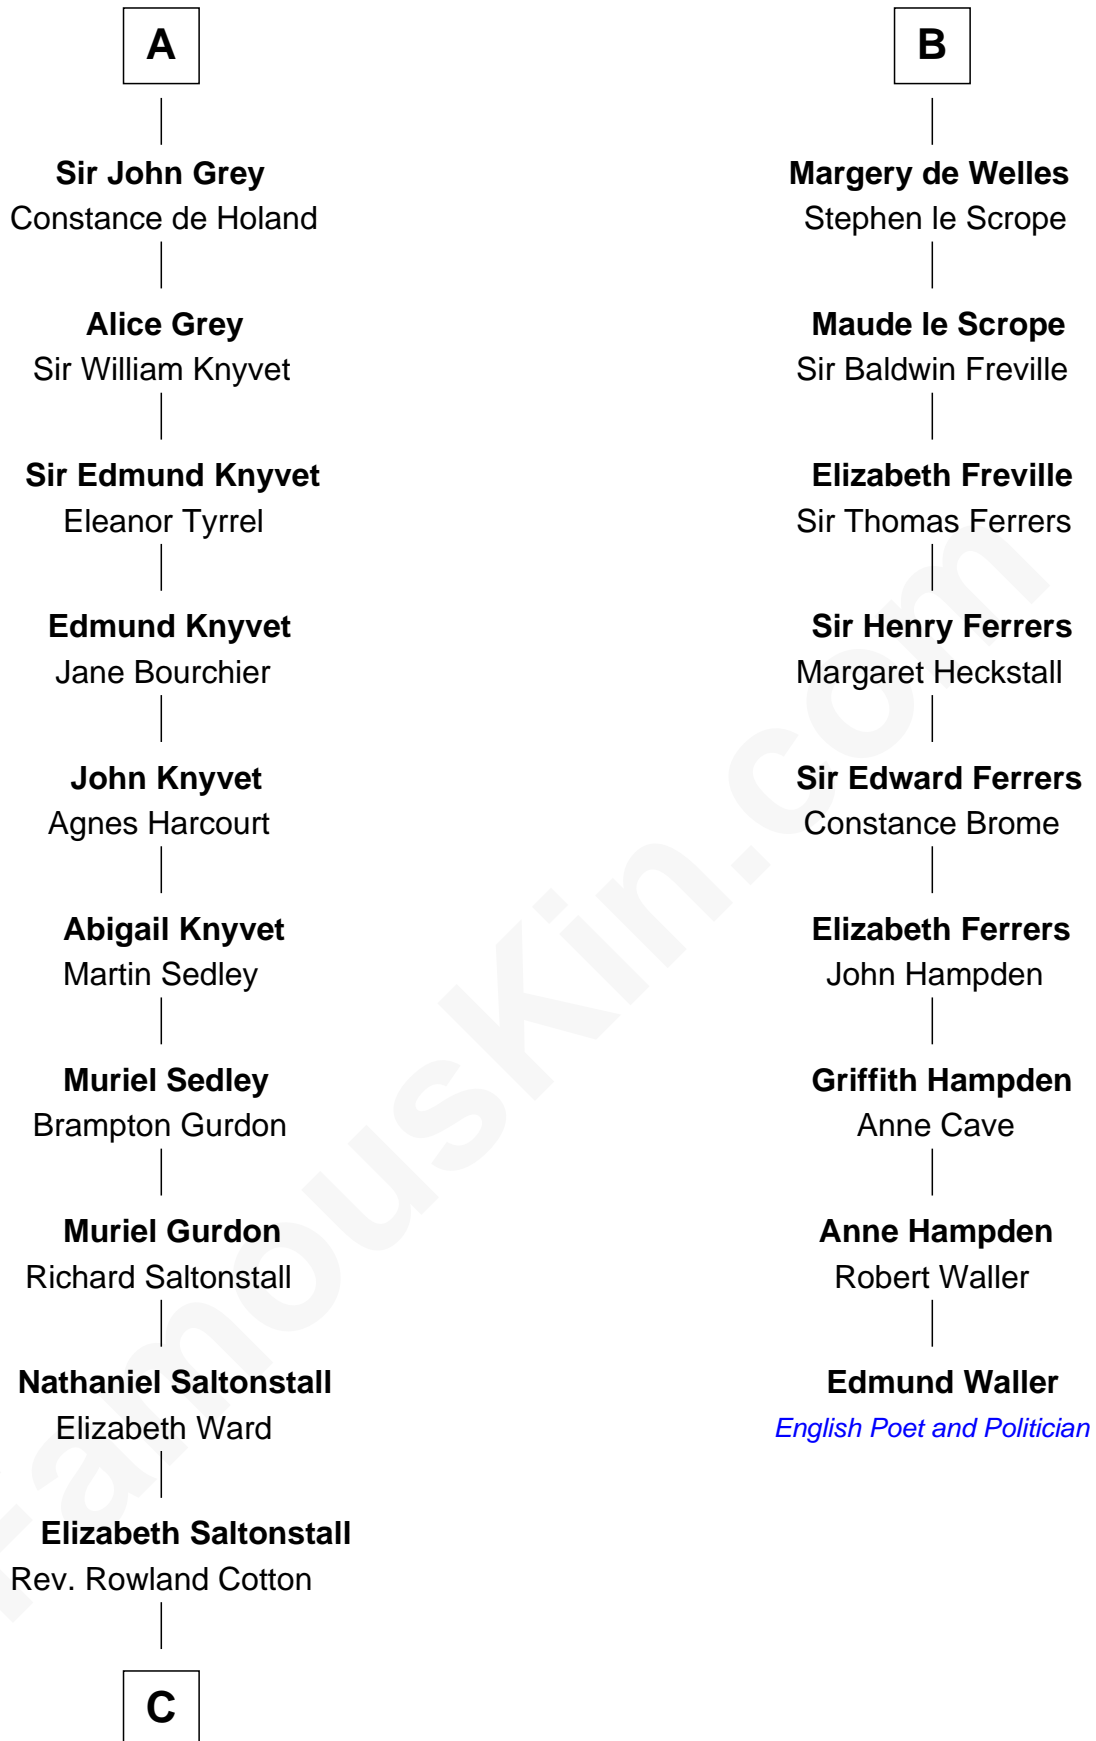 A
Sir John Grey
Constance de Holand
Alice Grey
Sir William Knyvet
Sir Edmund Knyvet
Eleanor Tyrrel
Edmund Knyvet
Jane Bourchier
John Knyvet
Agnes Harcourt
Abigail Knyvet
Martin Sedley
Muriel Sedley
Brampton Gurdon
Muriel Gurdon
Richard Saltonstall
Nathaniel Saltonstall
Elizabeth Ward
Elizabeth Saltonstall
Rev. Rowland Cotton
C
B
Margery de Welles
Stephen le Scrope
Maude le Scrope
Sir Baldwin Freville
Elizabeth Freville
Sir Thomas Ferrers
Sir Henry Ferrers
Margaret Heckstall
Sir Edward Ferrers
Constance Brome
Elizabeth Ferrers
John Hampden
Griffith Hampden
Anne Cave
Anne Hampden
Robert Waller
Edmund Waller
English Poet and Politician
FamousKin.com